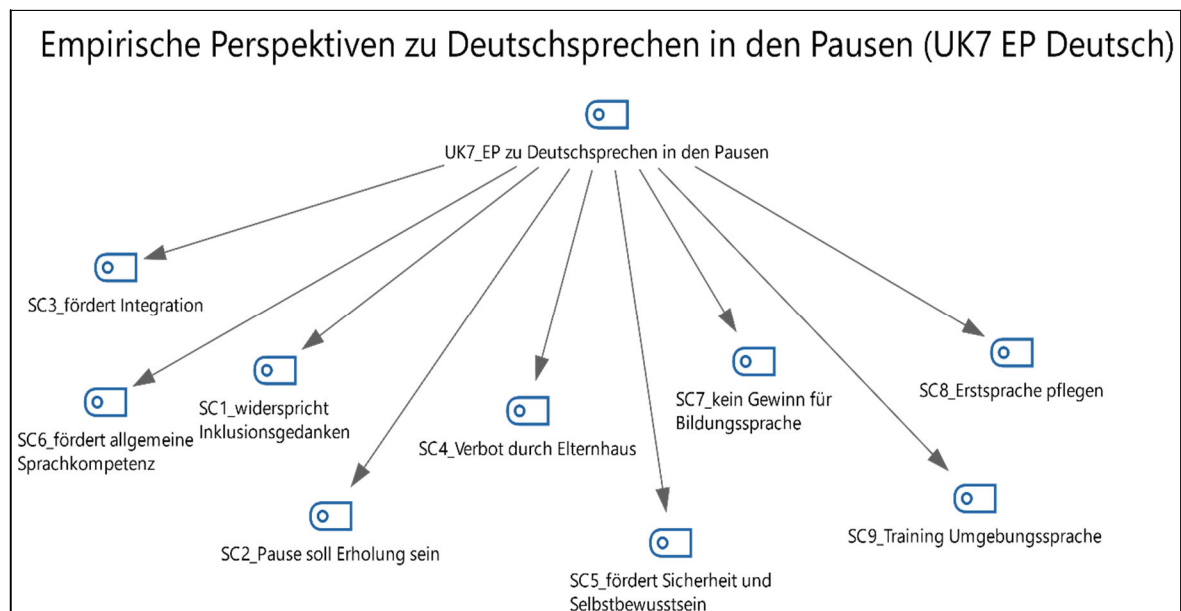 Empirische Perspektiven zu Deutschsprechen in den Pausen (UK7 EP Deutsch)
UK7_EP zu Deutschsprechen in den Pausen
SC3_fördert Integration
SC6_fördert allgemeine
Sprachkompetenz
SC1_widerspricht
Inklusionsgedanken
SC2_Pause soll Erholung sein
SC4_Verbot durch Elternhaus
SC5_fördert Sicherheit und
Selbstbewusstsein
SC7_kein Gewinn für
Bildungssprache
SC9_Training Umgebungssprache
SC8_Erstsprache pflegen